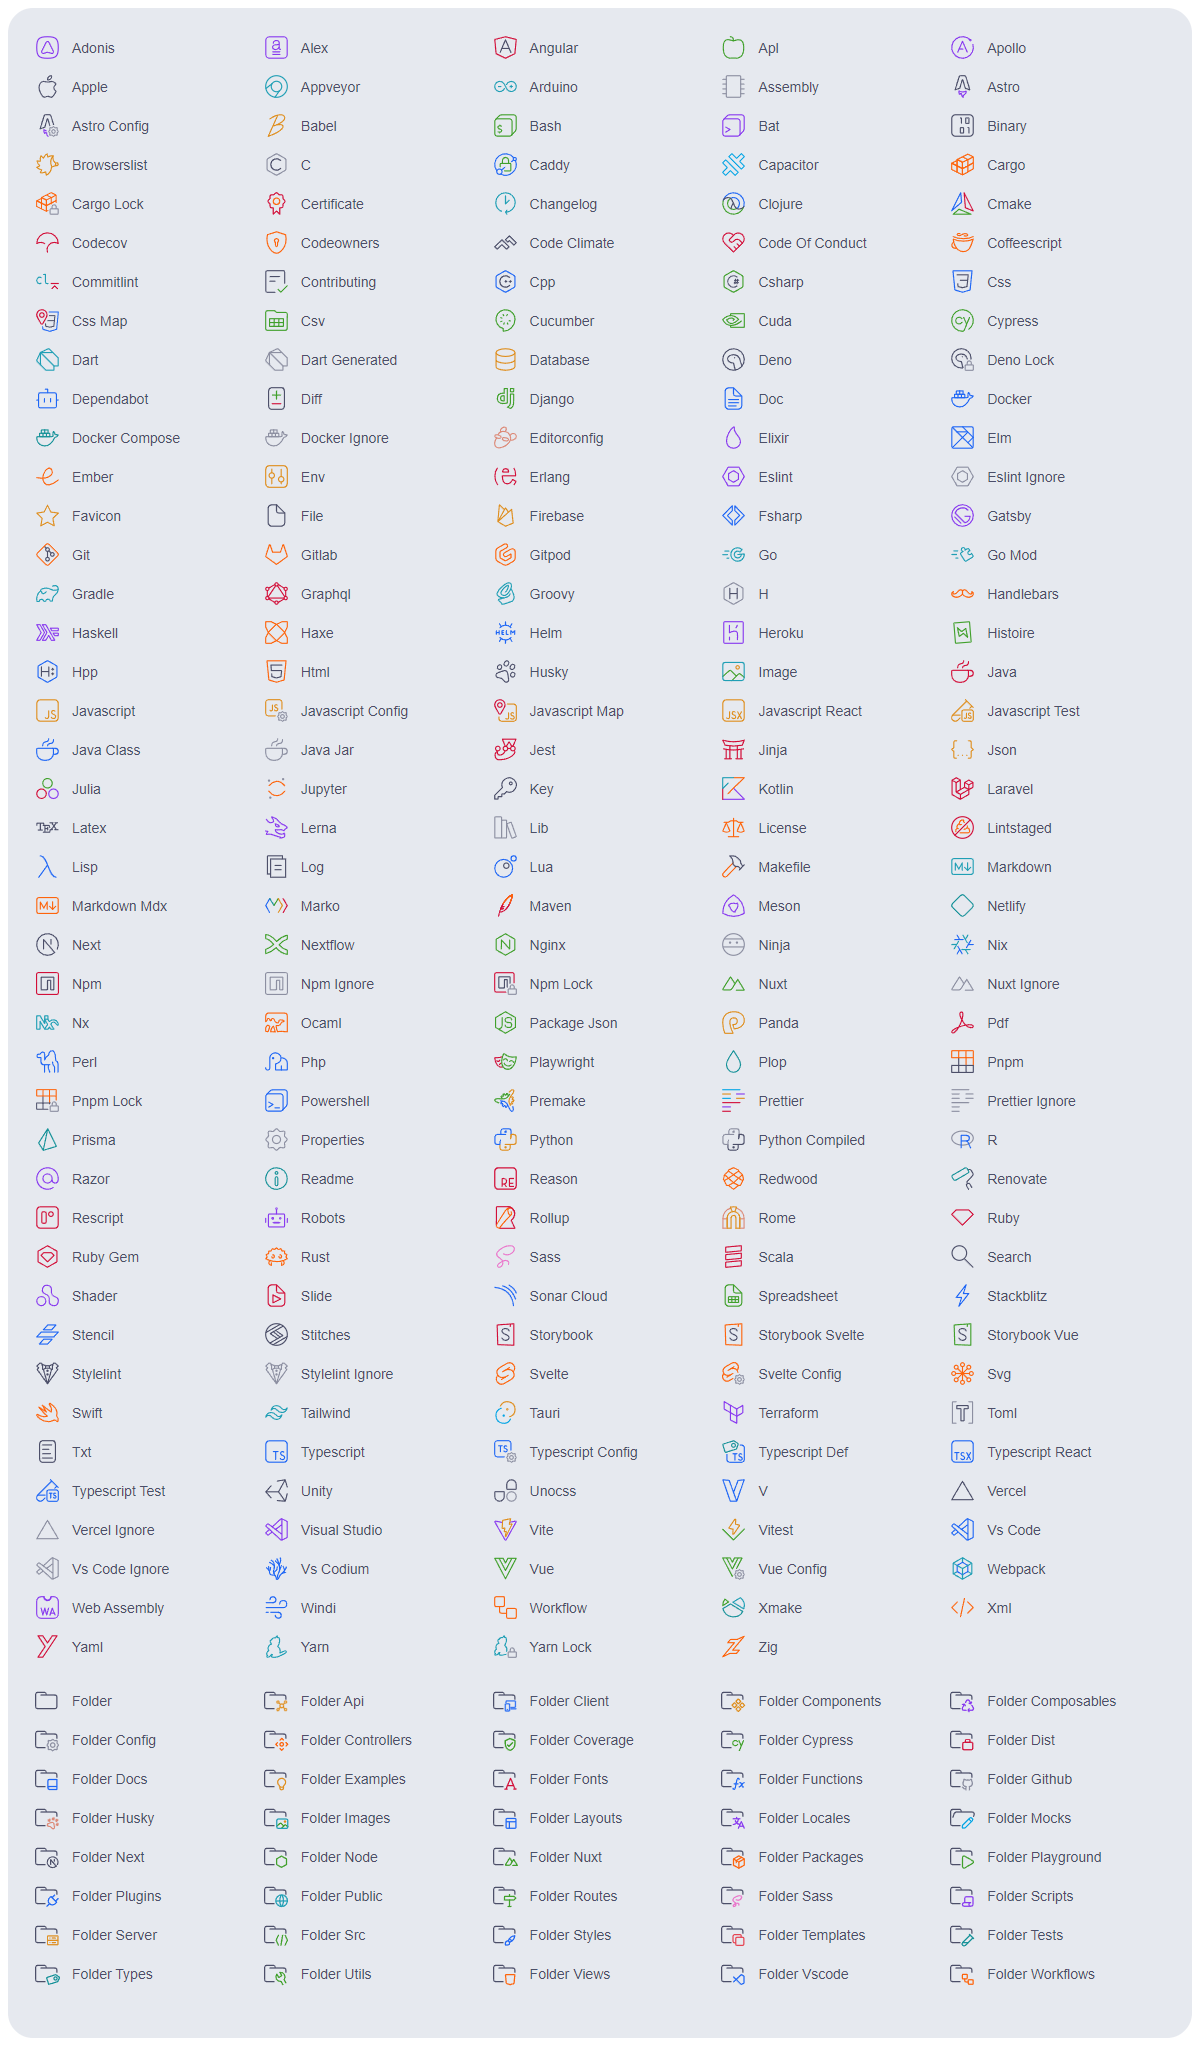 Adonis Alex Angular Apl Apollo
Apple Appveyor Arduino Assembly Astro
Astro Config Babel Bash Bat Binary
Browserslist C Caddy Capacitor Cargo
Cargo Lock Certificate Changelog Clojure Cmake
Codecov Codeowners Code Climate Code Of Conduct Coffeescript
Commitlint Contributing Cpp Csharp Css
Css Map Csv Cucumber Cuda Cypress
Dart Dart Generated Database Deno Deno Lock
Dependabot Diff Django Doc Docker
Docker Compose Docker Ignore Editorconfig Elixir Elm
Ember Env Erlang Eslint Eslint Ignore
Favicon File Firebase Fsharp Gatsby
Git Gitlab Gitpod Go Go Mod
Gradle Graphql Groovy H Handlebars
Haskell Haxe Helm Heroku Histoire
Hpp Html Husky Image Java
Javascript Javascript Config Javascript Map Javascript React Javascript Test
Java Class Java Jar Jest Jinja Json
Julia Jupyter Key Kotlin Laravel
Latex Lerna Lib License Lintstaged
Lisp Log Lua Makefile Markdown
Markdown Mdx Marko Maven Meson Netlify
Next Nextflow Nginx Ninja Nix
Npm Npm Ignore Npm Lock Nuxt Nuxt Ignore
Nx Ocaml Package Json Panda Pdf
Perl Php Playwright Plop Pnpm
Pnpm Lock Powershell Premake Prettier Prettier Ignore
Prisma Properties Python Python Compiled R
Razor Readme Reason Redwood Renovate
Rescript Robots Rollup Rome Ruby
Ruby Gem Rust Sass Scala Search
Shader Slide Sonar Cloud Spreadsheet Stackblitz
Stencil Stitches Storybook Storybook Svelte Storybook Vue
Stylelint Stylelint Ignore Svelte Svelte Config Svg
Swift Tailwind Tauri Terraform Toml
Txt Typescript Typescript Config Typescript Def Typescript React
Typescript Test Unity Unocss V Vercel
Vercel Ignore Visual Studio Vite Vitest Vs Code
Vs Code Ignore Vs Codium Vue Vue Config Webpack
Web Assembly Windi Workflow Xmake Xml
Yaml Yarn Yarn Lock Zig
Folder Folder Api Folder Client Folder Components Folder Composables
Folder Config Folder Controllers Folder Coverage Folder Cypress Folder Dist
Folder Docs Folder Examples Folder Fonts Folder Functions Folder Github
Folder Husky Folder Images Folder Layouts Folder Locales Folder Mocks
Folder Next Folder Node Folder Nuxt Folder Packages Folder Playground
Folder Plugins Folder Public Folder Routes Folder Sass Folder Scripts
Folder Server Folder Src Folder Styles Folder Templates Folder Tests
Folder Types Folder Utils Folder Views Folder Vscode Folder Workflows